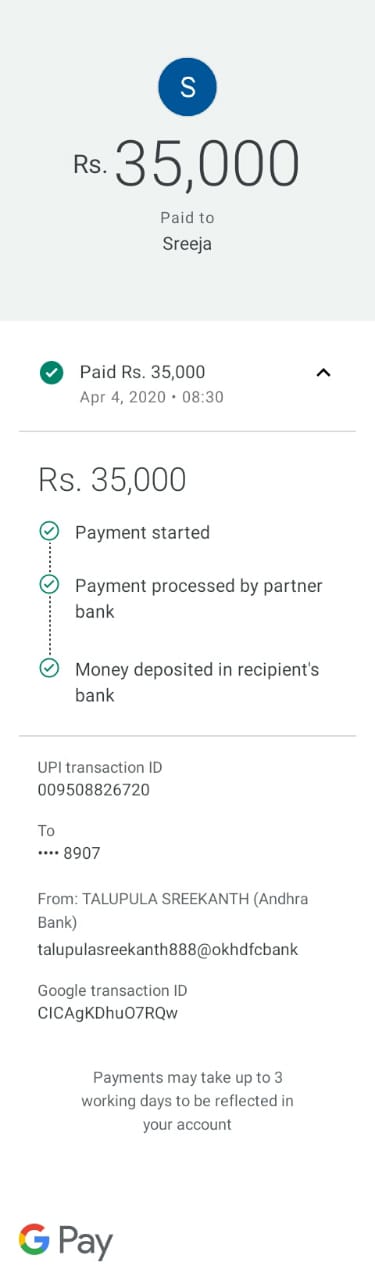 S
Rs. 35,000
Paid to
Sreeja
Paid Rs. 35,000
Apr 4, 2020 • 08:30
Rs. 35,000
Payment started
Payment processed by partner
bank
Money deposited in recipient's
bank
UPI transaction ID
009508826720
To
•••• 8907
From: TALUPULA SREEKANTH (Andhra
Bank)
talupulasreekanth888@okhdfcbank
Google transaction ID
CICAgKDhuO7RQw
Payments may take up to 3
working days to be reflected in
your account
G Pay